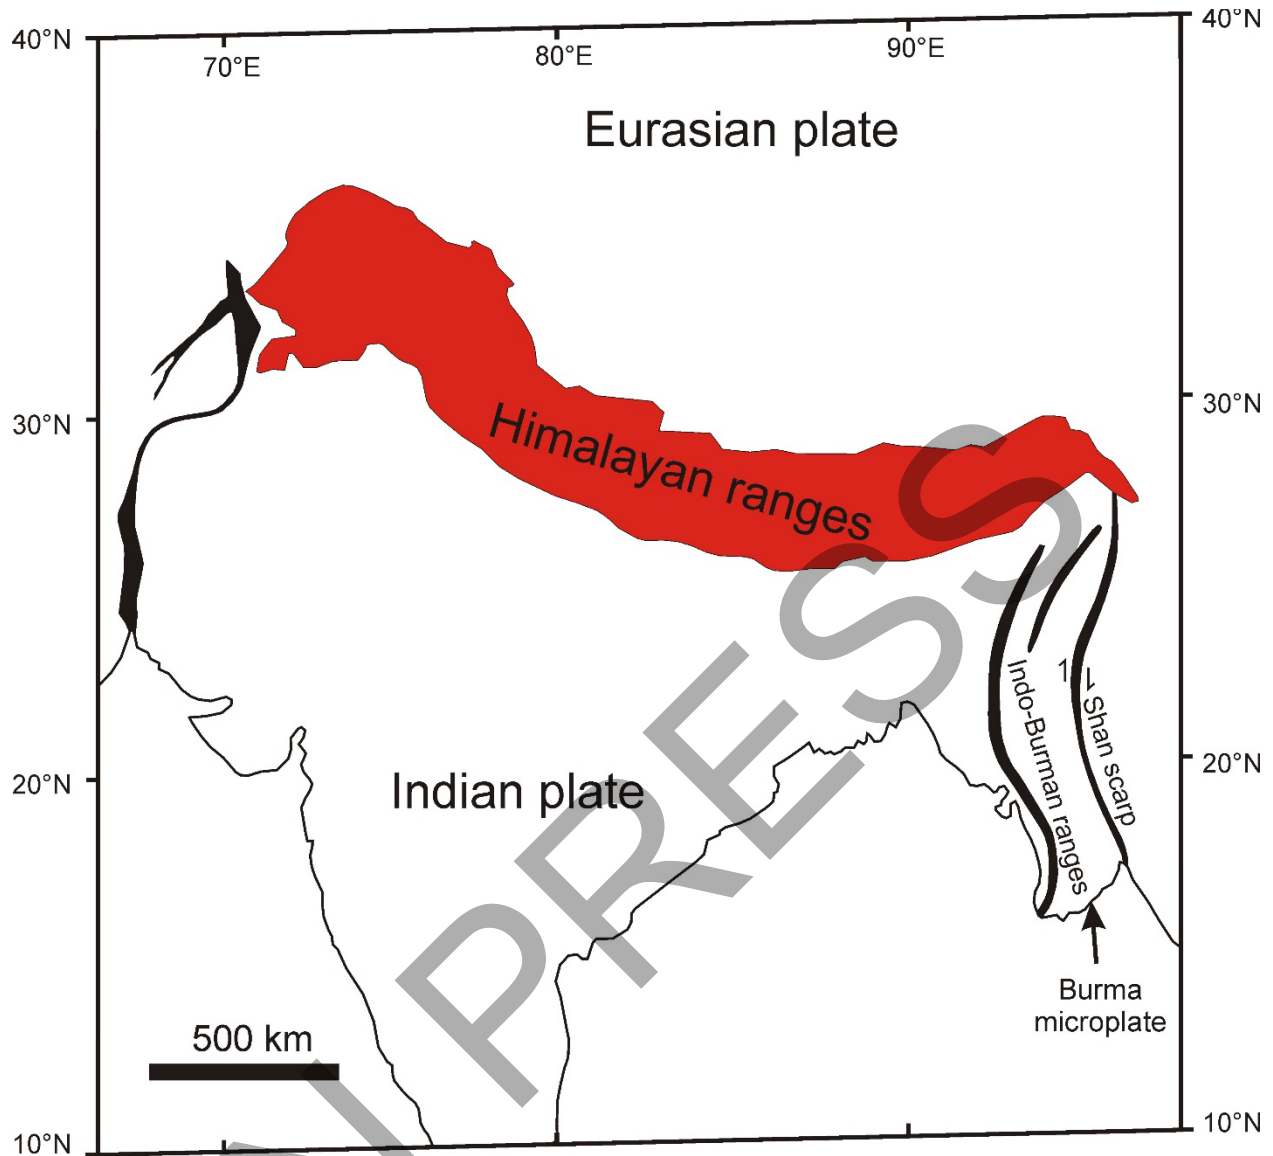 40°N
40°N
70°E
80°E
90°E
Eurasian plate
30°N
30°N
Himalayan ranges
Indo-Burman ranges
Shan scarp
20°N
20°N
Indian plate
Burma
microplate
500 km
10°N
10°N
N PRESS